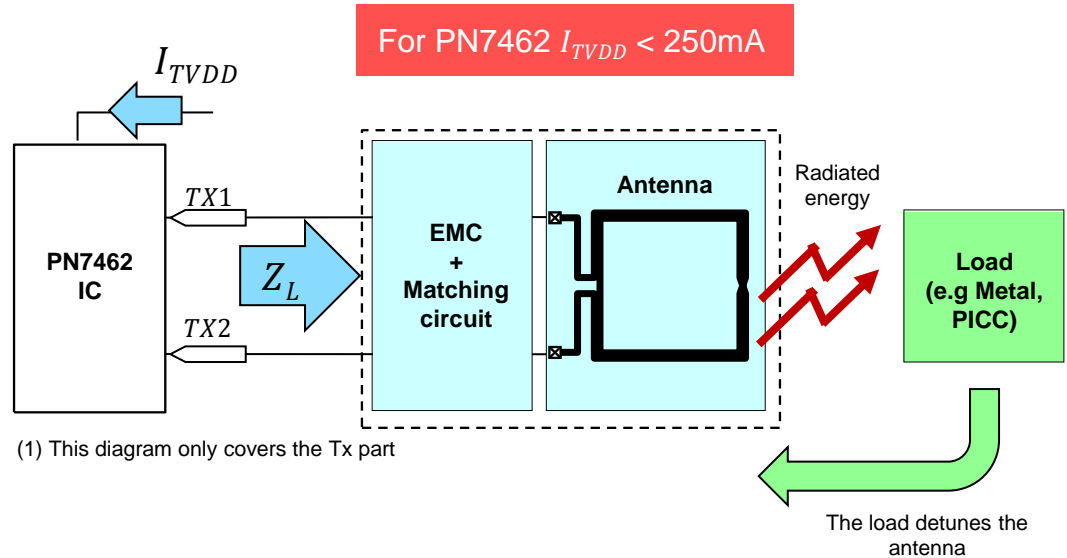 For PN7462 I_TVDD < 250mA
I_TVDD
TX1
TX2
PN7462
IC
Z_L
EMC
+
Matching
circuit
Antenna
Radiated
energy
Load
(e.g Metal,
PICC)
(1) This diagram only covers the Tx part
The load detunes the
antenna